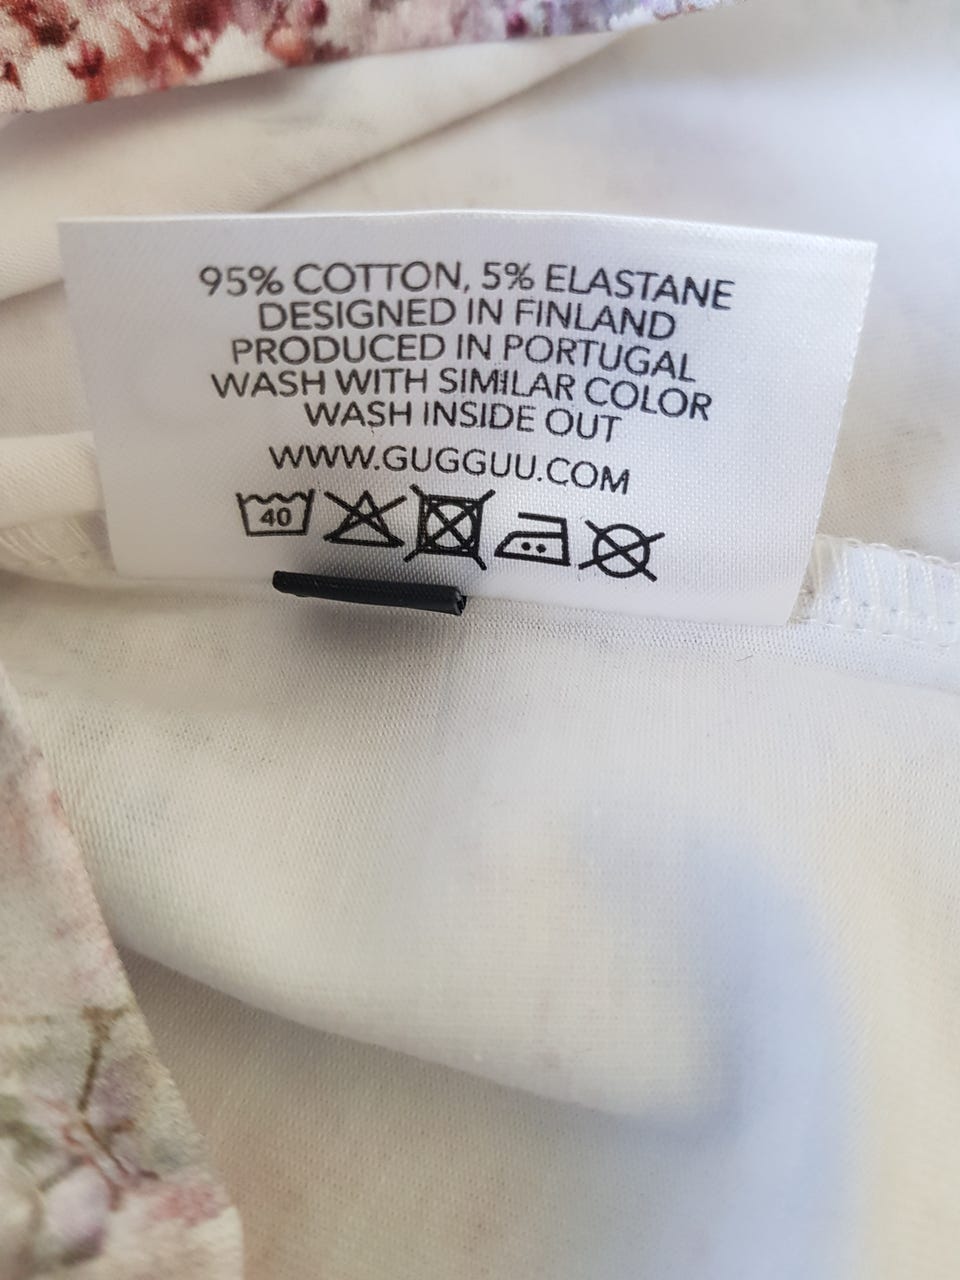 95% COTTON, 5% ELASTANE
DESIGNED IN FINLAND
PRODUCED IN PORTUGAL
WASH WITH SIMILAR COLOR
WASH INSIDE OUT
WWW.GUGGUU.COM
40